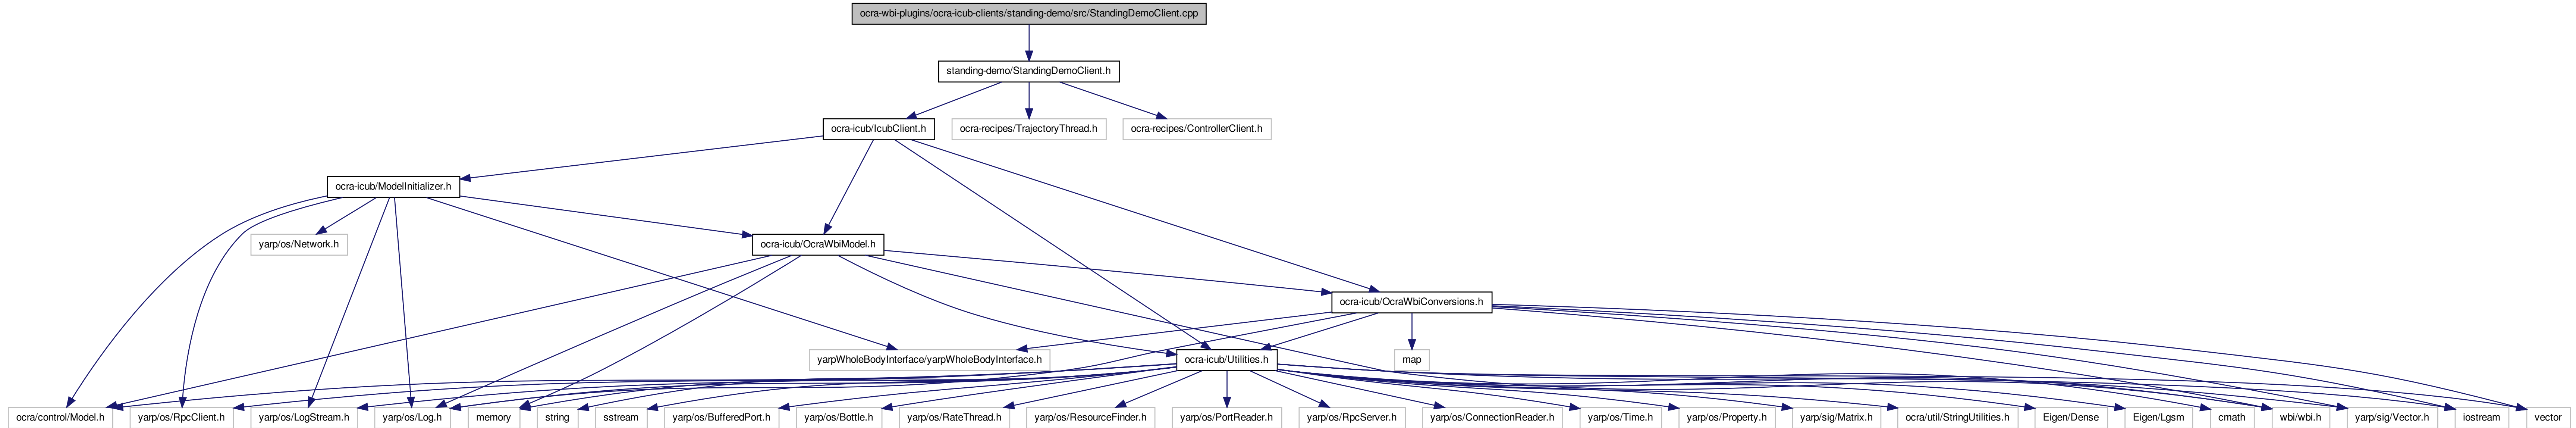 ocra-wbi-plugins/ocra-icub-clients/standing-demo/src/StandingDemoClient.cpp
standing-demo/StandingDemoClient.h
ocra-icub/IcubClient.h
ocra-recipes/TrajectoryThread.h
ocra-recipes/ControllerClient.h
ocra-icub/ModelInitializer.h
yarp/os/Network.h
ocra-icub/OcraWbiModel.h
ocra-icub/OcraWbiConversions.h
yarpWholeBodyInterface/yarpWholeBodyInterface.h
ocra-icub/Utilities.h
map
ocra/control/Model.h
yarp/os/RpcClient.h
yarp/os/LogStream.h
yarp/os/Log.h
memory
string
sstream
yarp/os/BufferedPort.h
yarp/os/Bottle.h
yarp/os/RateThread.h
yarp/os/ResourceFinder.h
yarp/os/PortReader.h
yarp/os/RpcServer.h
yarp/os/ConnectionReader.h
yarp/os/Time.h
yarp/os/Property.h
yarp/sig/Matrix.h
ocra/util/StringUtilities.h
Eigen/Dense
Eigen/Lgsm
cmath
wbi/wbi.h
yarp/sig/Vector.h
iostream
vector